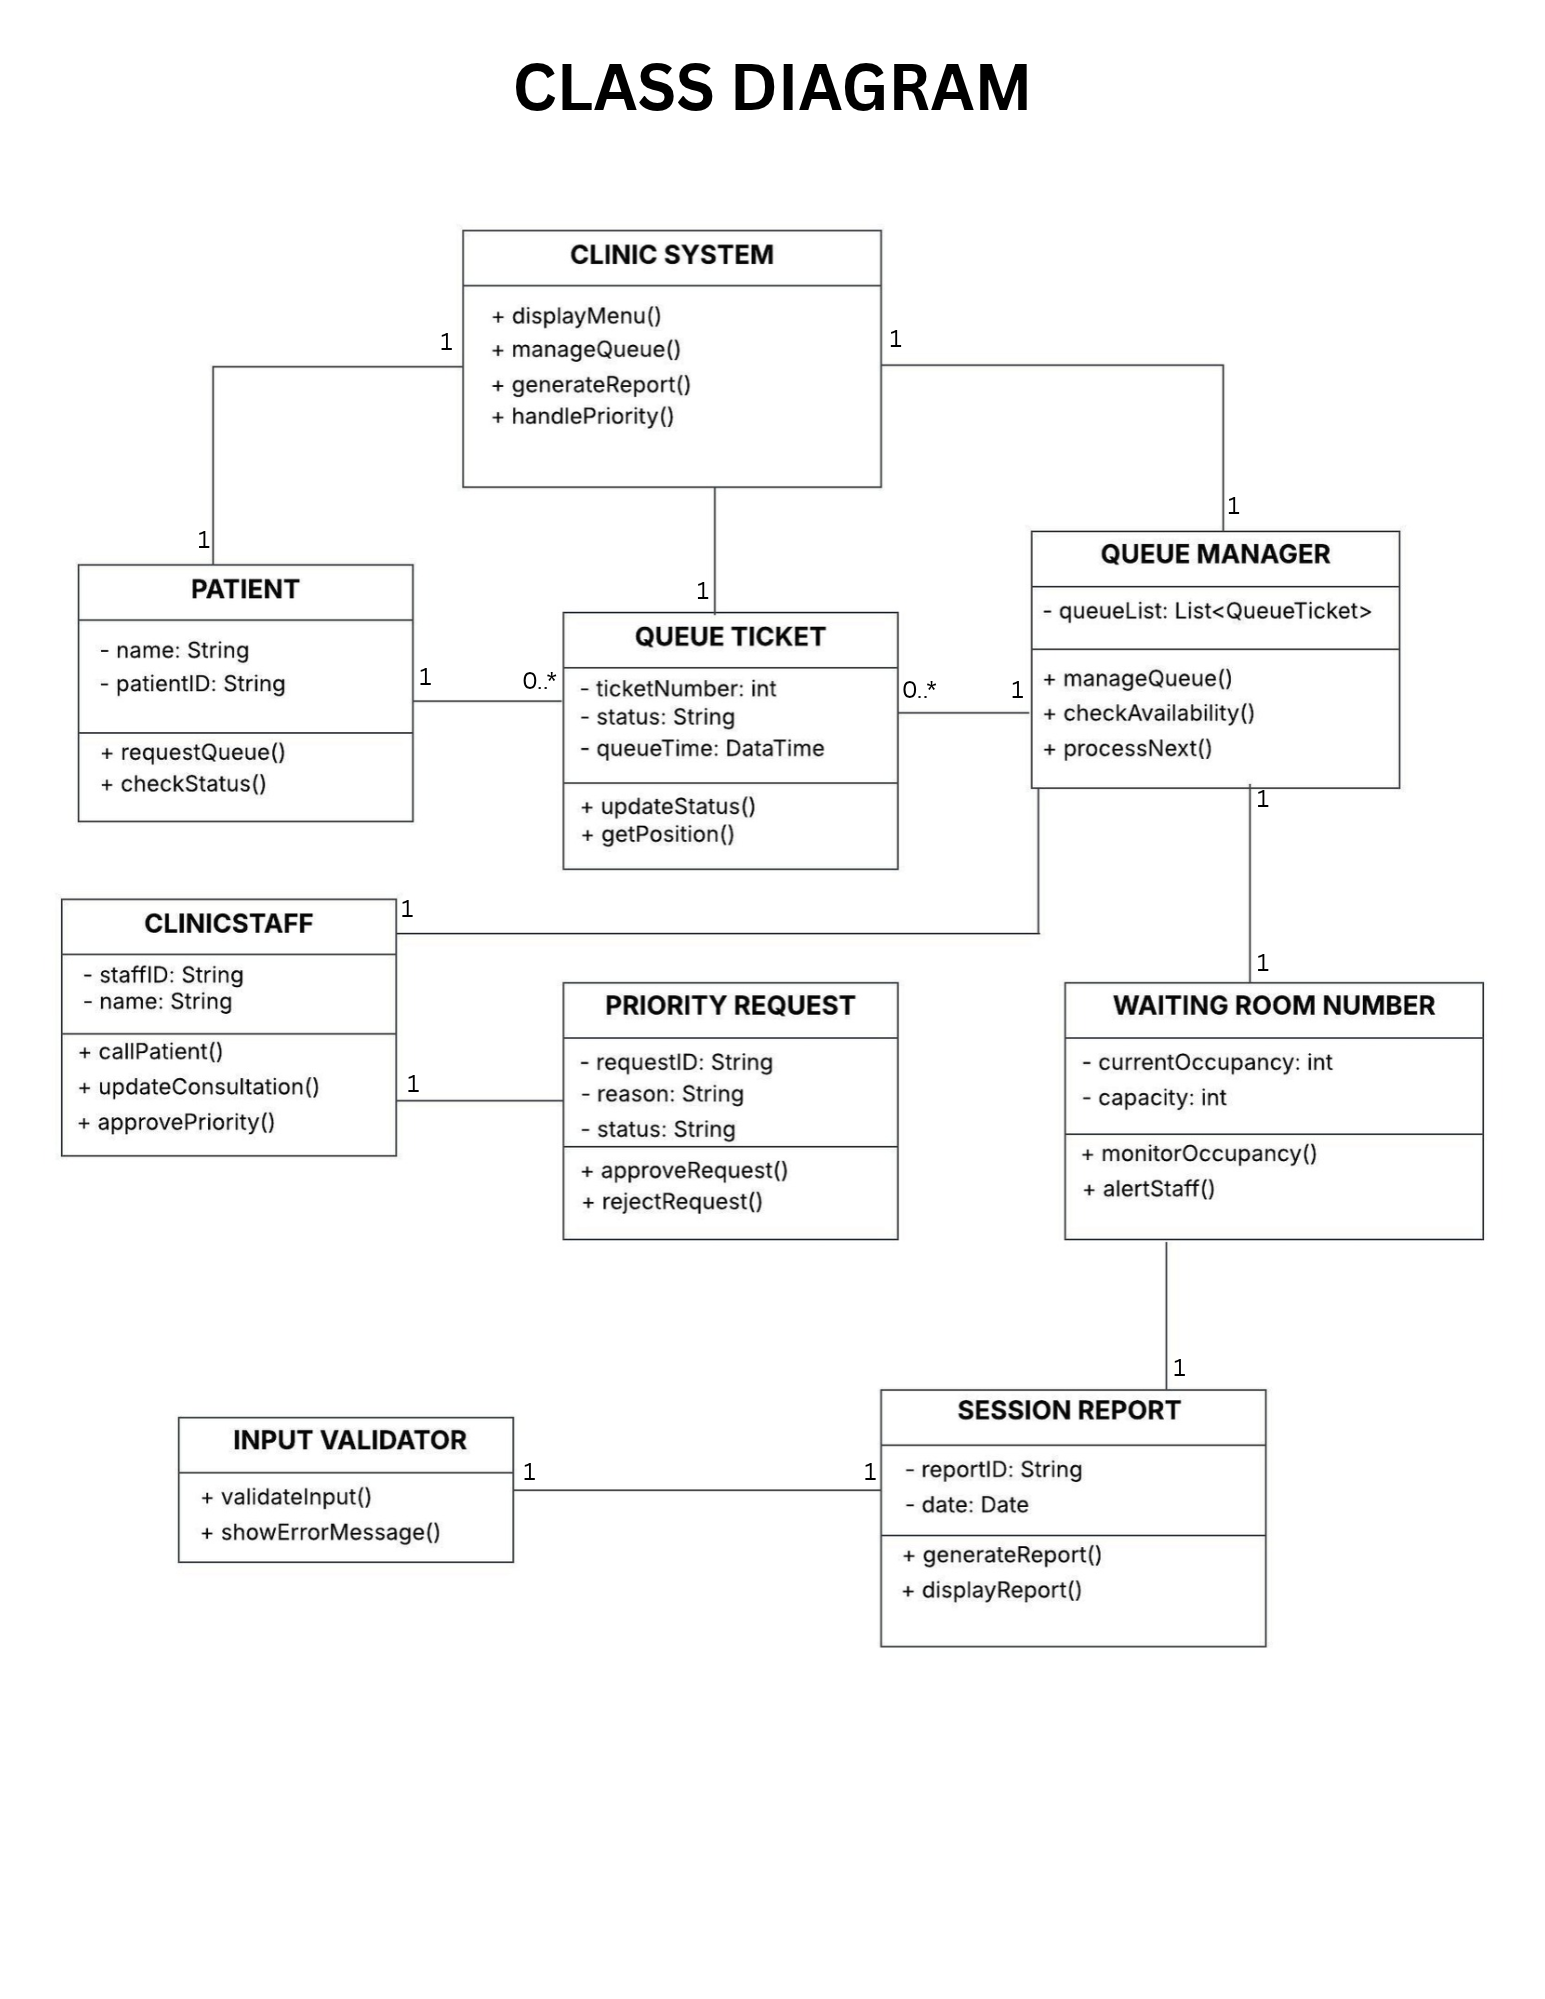 CLASS DIAGRAM
CLINIC SYSTEM
+ displayMenu()
+ manageQueue()
+ generateReport()
+ handlePriority()
1
1
1
1
1
PATIENT
- name: String
- patientID: String
+ requestQueue()
+ checkStatus()
1
0..*
QUEUE TICKET
- ticketNumber: int
- status: String
- queueTime: DataTime
+ updateStatus()
+ getPosition()
0..*
1
QUEUE MANAGER
- queueList: List<QueueTicket>
+ manageQueue()
+ checkAvailability()
+ processNext()
1
1
CLINICSTAFF
- staffID: String
- name: String
+ callPatient()
+ updateConsultation()
+ approvePriority()
1
1
PRIORITY REQUEST
- requestID: String
- reason: String
- status: String
+ approveRequest()
+ rejectRequest()
WAITING ROOM NUMBER
- currentOccupancy: int
- capacity: int
+ monitorOccupancy()
+ alertStaff()
1
INPUT VALIDATOR
+ validateInput()
+ showErrorMessage()
1
1
SESSION REPORT
- reportID: String
- date: Date
+ generateReport()
+ displayReport()